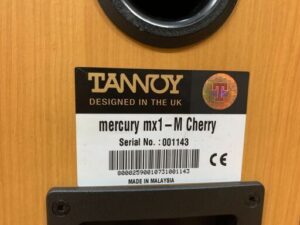 TANNOY
DESIGNED IN THE UK
T
mercury mx1-M Cherry
Serial No. : 001143
CE
MADE IN MALAYSIA